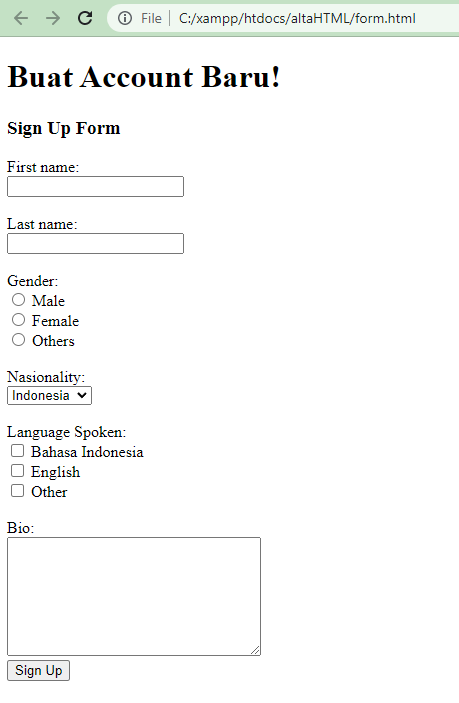 File C:/xampp/htdocs/altaHTML/form.html
Buat Account Baru!
Sign Up Form
First name:
Last name:
Gender:
Male
Female
Others
Nasionality:
Indonesia
Language Spoken:
Bahasa Indonesia
English
Other
Bio:
Sign Up